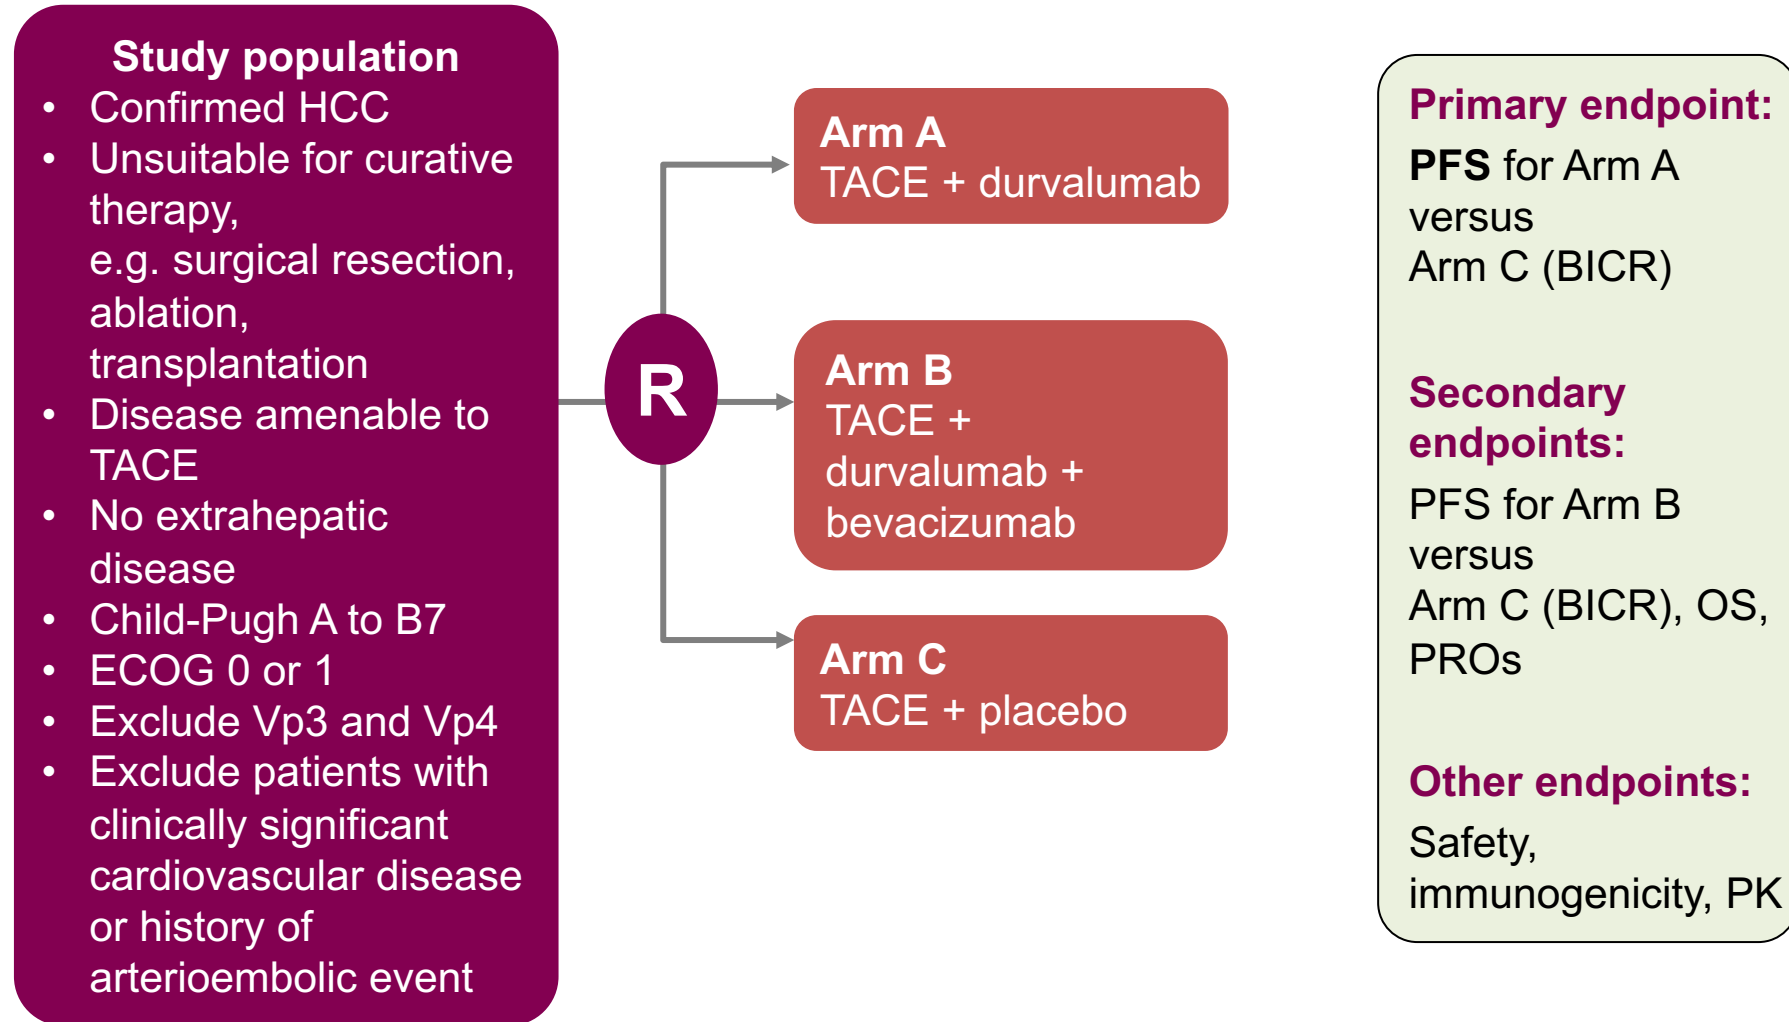 Study population
• Confirmed HCC
• Unsuitable for curative
therapy,
e.g. surgical resection,
ablation,
transplantation
• Disease amenable to
TACE
• No extrahepatic
disease
• Child-Pugh A to B7
• ECOG 0 or 1
• Exclude Vp3 and Vp4
• Exclude patients with
clinically significant
cardiovascular disease
or history of
arterioembolic event
R
Arm A
TACE + durvalumab
Arm B
TACE +
durvalumab +
bevacizumab
Arm C
TACE + placebo
Primary endpoint:
PFS for Arm A
versus
Arm C (BICR)
Secondary
endpoints:
PFS for Arm B
versus
Arm C (BICR), OS,
PROs
Other endpoints:
Safety,
immunogenicity, PK